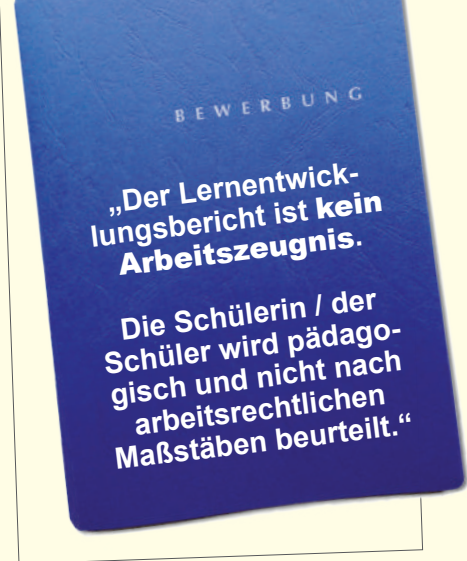 BEWERBUNG
„Der Lernentwick-
lungsbericht ist kein
Arbeitszeugnis.
Die Schülerin / der
Schüler wird pädago-
gisch und nicht nach
arbeitsrechtlichen
Maßstäben beurteilt.“